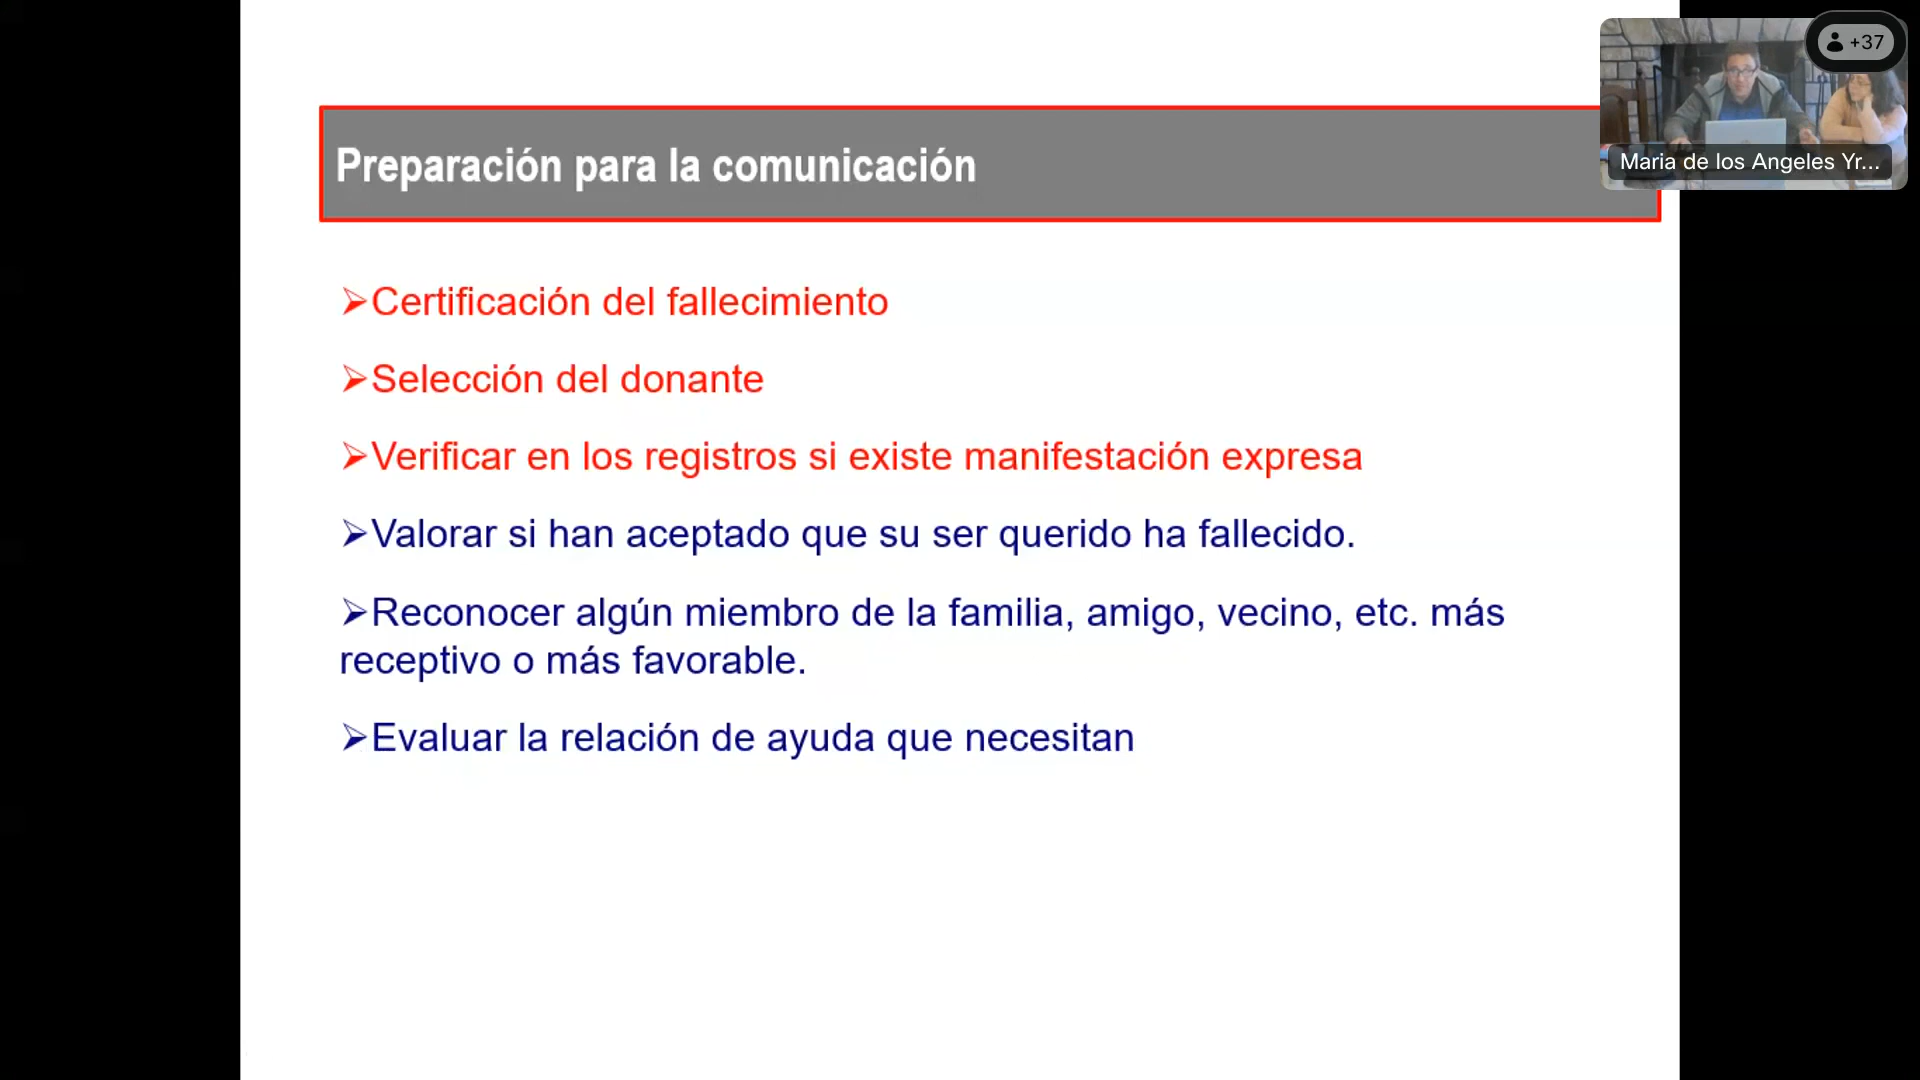 Preparación para la comunicación
+37
Maria de los Angeles Yr...
➢Certificación del fallecimiento
➢Selección del donante
➢Verificar en los registros si existe manifestación expresa
➢Valorar si han aceptado que su ser querido ha fallecido.
➢Reconocer algún miembro de la familia, amigo, vecino, etc. más
receptivo o más favorable.
➢Evaluar la relación de ayuda que necesitan